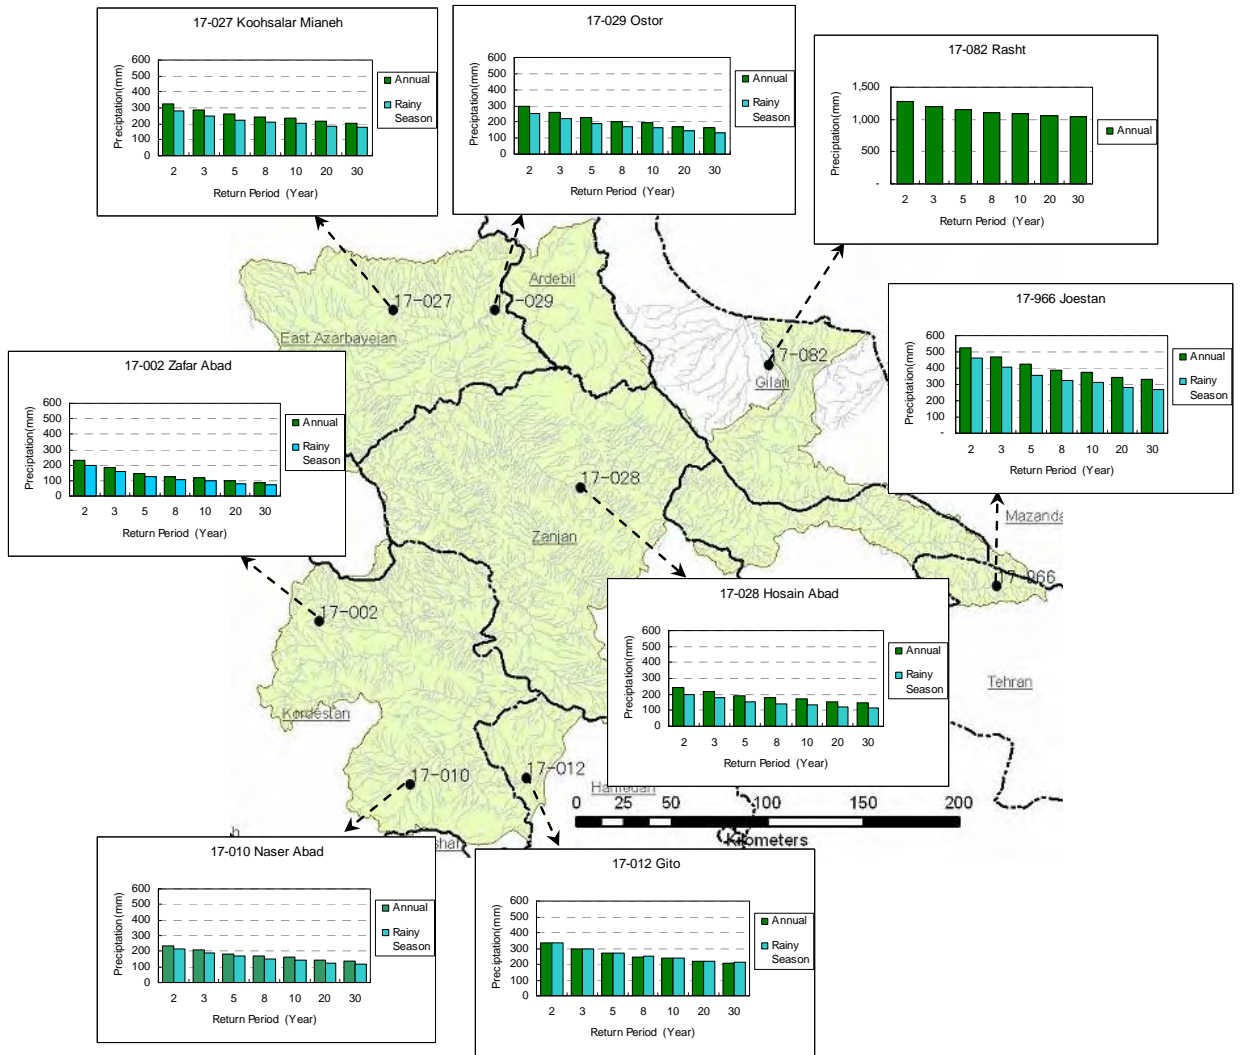 17-027 Koohsalar Mianeh
Preciptation(mm)
600
500
400
300
200
100
0
2 3 5 8 10 20 30
Return Period (Year)
Annual
Rainy
Season
17-029 Ostor
Preciptation(mm)
600
500
400
300
200
100
0
2 3 5 8 10 20 30
Return Period (Year)
Annual
Rainy
Season
17-082 Rasht
Preciptation(mm)
1,500
1,000
500
-
2 3 5 8 10 20 30
Return Period (Year)
Annual
17-966 Joestan
Preciptation(mm)
600
500
400
300
200
100
-
2 3 5 8 10 20 30
Return Period (Year)
Annual
Rainy
Season
17-002 Zafar Abad
Preciptation(mm)
600
500
400
300
200
100
0
2 3 5 8 10 20 30
Return Period (Year)
Annual
Rainy
Season
Ardebil
17-027
-029
East Azarbayejan
17-082
Gilan
17-028
Zanjan
Mazanda
17-966
17-002
Tehran
Kordestan
17-010
17-012
Hamedan
0 25 50 100 150 200
Kilometers
shah
17-028 Hosain Abad
Preciptation(mm)
600
500
400
300
200
100
0
2 3 5 8 10 20 30
Return Period (Year)
Annual
Rainy
Season
17-010 Naser Abad
Preciptation(mm)
600
500
400
300
200
100
0
2 3 5 8 10 20 30
Return Period (Year)
Annual
Rainy
Season
17-012 Gito
Preciptation(mm)
600
500
400
300
200
100
0
2 3 5 8 10 20 30
Return Period (Year)
Annual
Rainy
Season